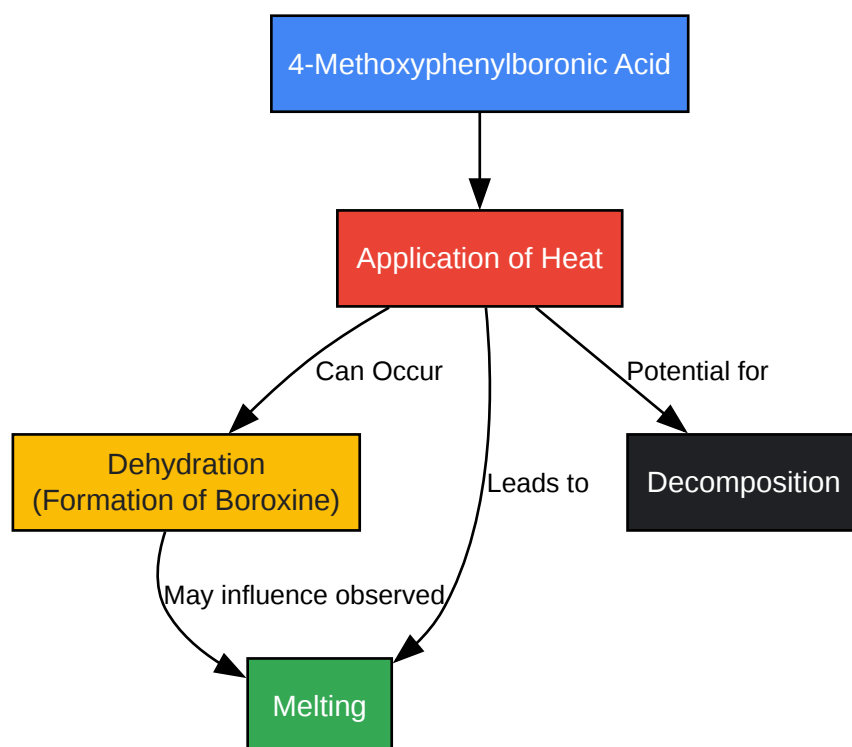 4-Methoxyphenylboronic Acid
Application of Heat
Can Occur
Potential for
Dehydration
(Formation of Boroxine)
Leads to
Decomposition
May influence observed
Melting